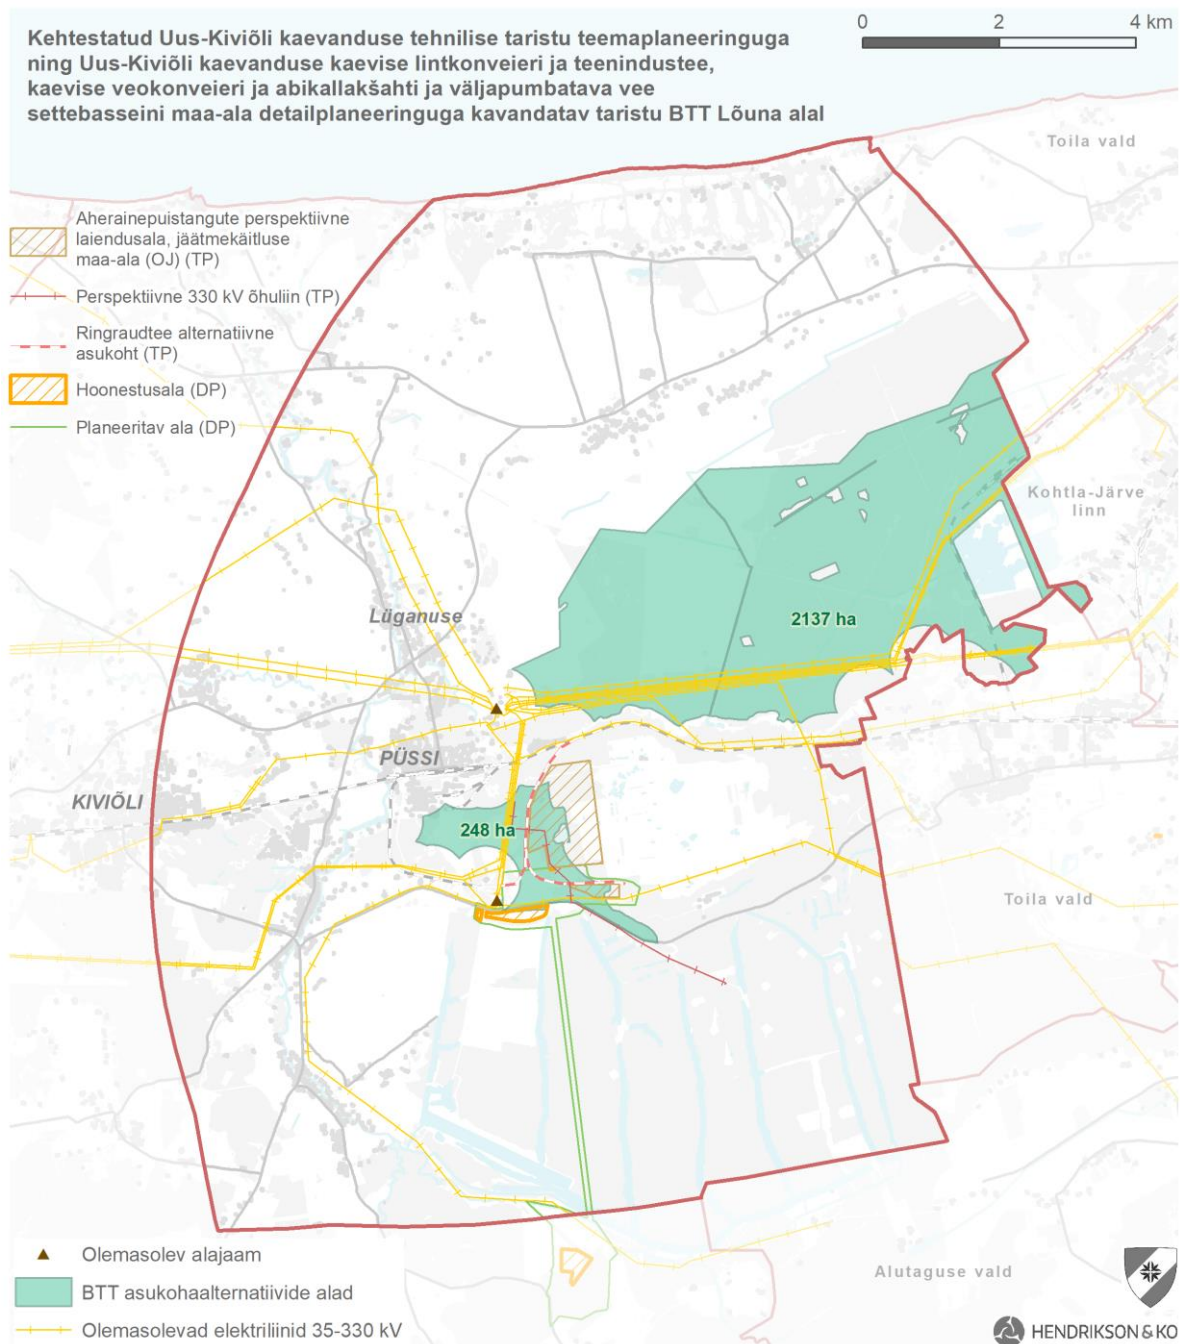 0 2 4 km
Kehtestatud Uus-Kiviõli kaevanduse tehnilise taristu teemaplaneeringuga
ning Uus-Kiviõli kaevanduse kaevise lintkonveieri ja teenindustee,
kaevise veokonveieri ja abikallakšahti ja väljapumbatava vee
settebasseini maa-ala detailplaneeringuga kavandatav taristu BTT Lõuna alal
Toila vald
Aherainepuistangute perspektiivne
laiendusala, jäätmekäitluse
maa-ala (OJ) (TP)
Perspektiivne 330 kV õhuliin (TP)
Ringraudtee alternatiivne
asukoht (TP)
Hoonestusala (DP)
Planeeritav ala (DP)
Kohtla-Järve
linn
Lüganuse
2137 ha
PÜSSI
KIVIÕLI
248 ha
Toila vald
Olemasolev alajaam
BTT asukohaalternatiivide alad
Olemasolevad elektriliinid 35-330 kV
Alutaguse vald
HENDRIKSON & KO